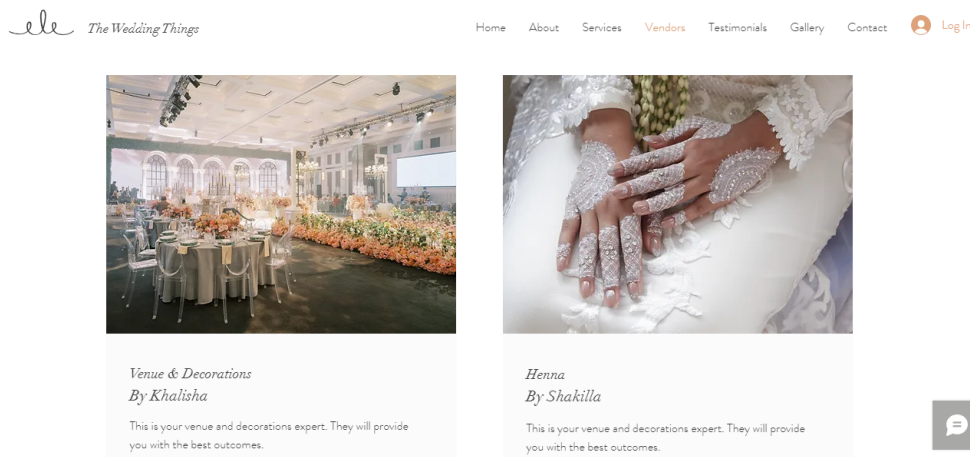 ele The Wedding Things
Home About Services Vendors Testimonials Gallery Contact Log In
Venue & Decorations
By Khalisha
This is your venue and decorations expert. They will provide
you with the best outcomes.
Henna
By Shakilla
This is your venue and decorations expert. They will provide
you with the best outcomes.